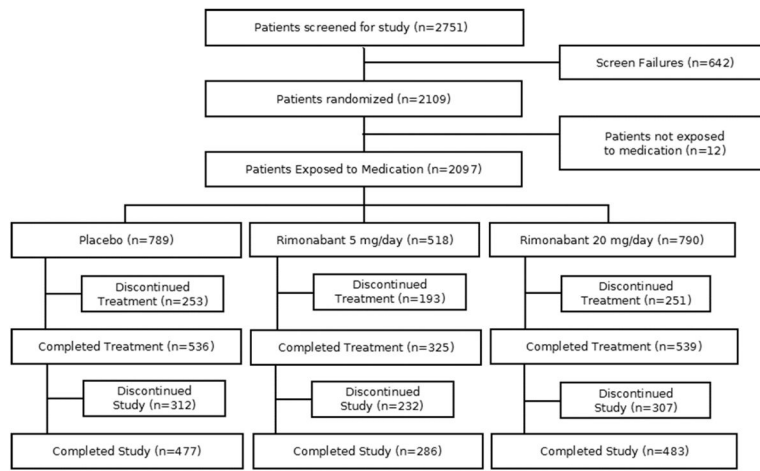 Patients screened for study (n=2751)
Screen Failures (n=642)
Patients randomized (n=2109)
Patients not exposed
to medication (n=12)
Patients Exposed to Medication (n=2097)
Placebo (n=789)
Rimonabant 5 mg/day (n=518)
Rimonabant 20 mg/day (n=790)
Discontinued
Treatment (n=253)
Discontinued
Treatment (n=193)
Discontinued
Treatment (n=251)
Completed Treatment (n=536)
Completed Treatment (n=325)
Completed Treatment (n=539)
Discontinued
Study (n=312)
Discontinued
Study (n=232)
Discontinued
Study (n=307)
Completed Study (n=477)
Completed Study (n=286)
Completed Study (n=483)